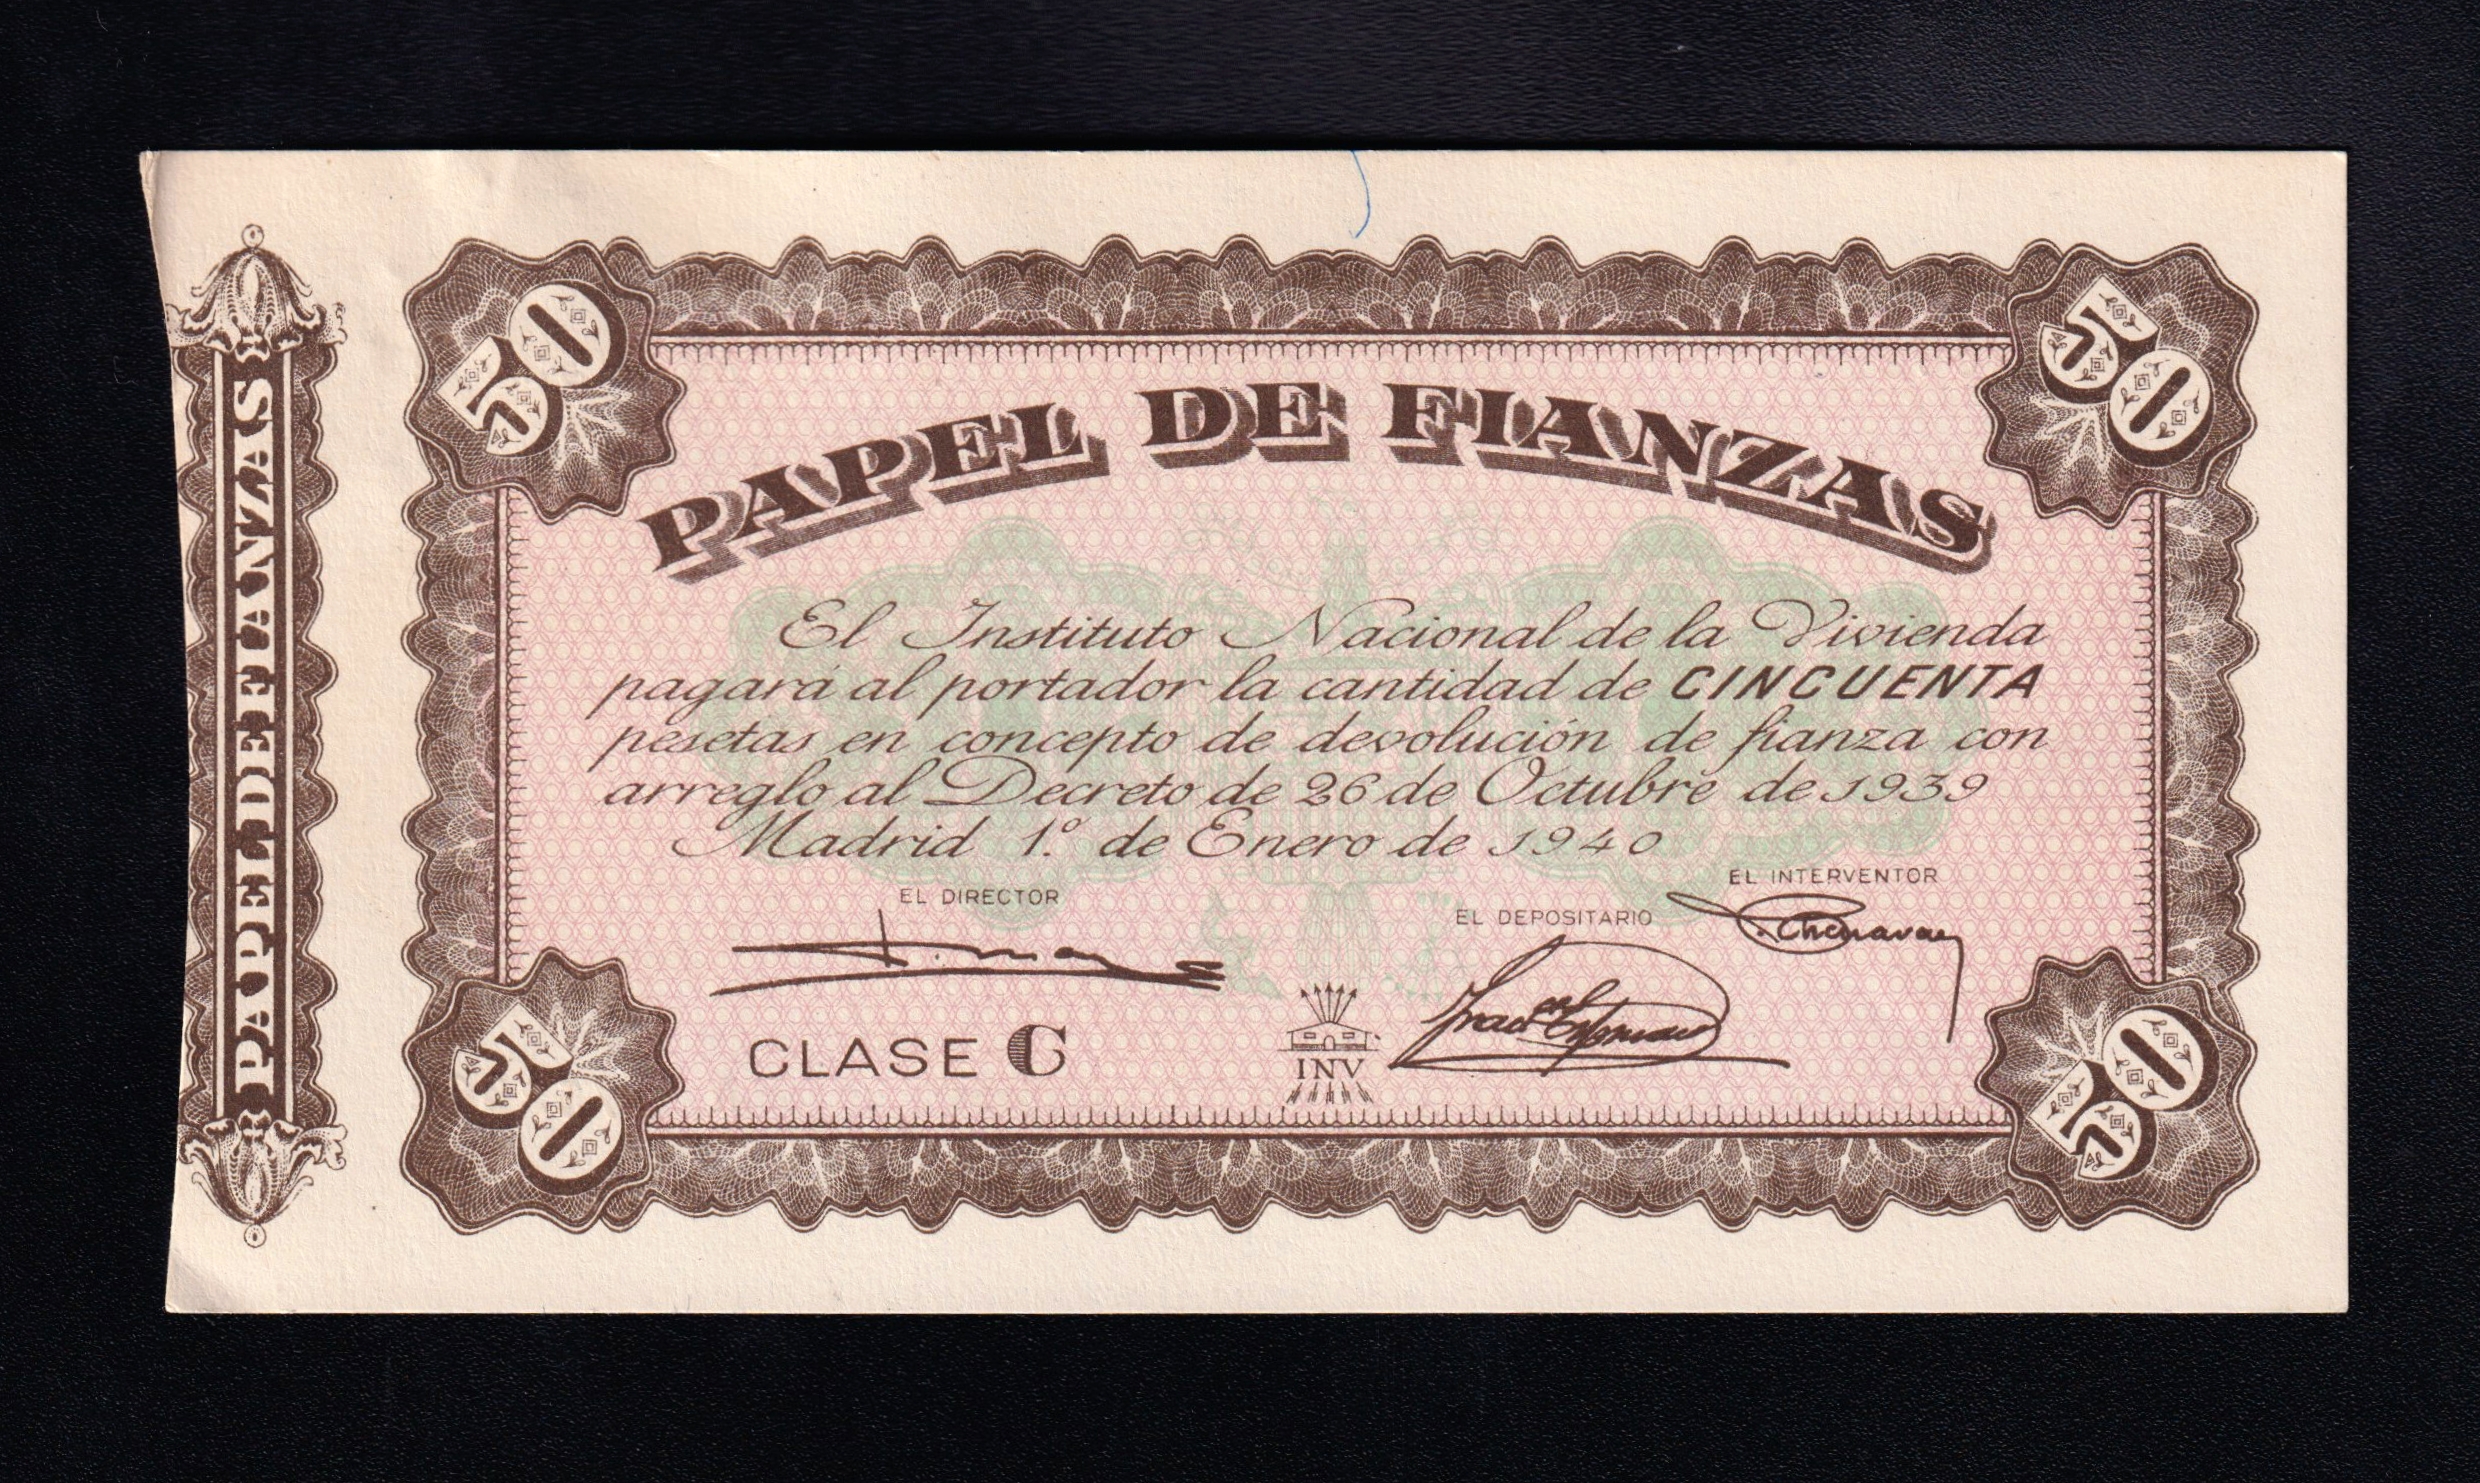 PAPEL DE FIANZAS
50
50
PAPEL DE FIANZAS
El Instituto Nacional de la Vivienda
pagará al portador la cantidad de CINCUENTA
pesetas en concepto de devolución de fianza con
arreglo al Decreto de 26 de Octubre de 1939
Madrid 1.º de Enero de 1940
EL DIRECTOR
EL DEPOSITARIO
EL INTERVENTOR
CLASE G
INV
50
50